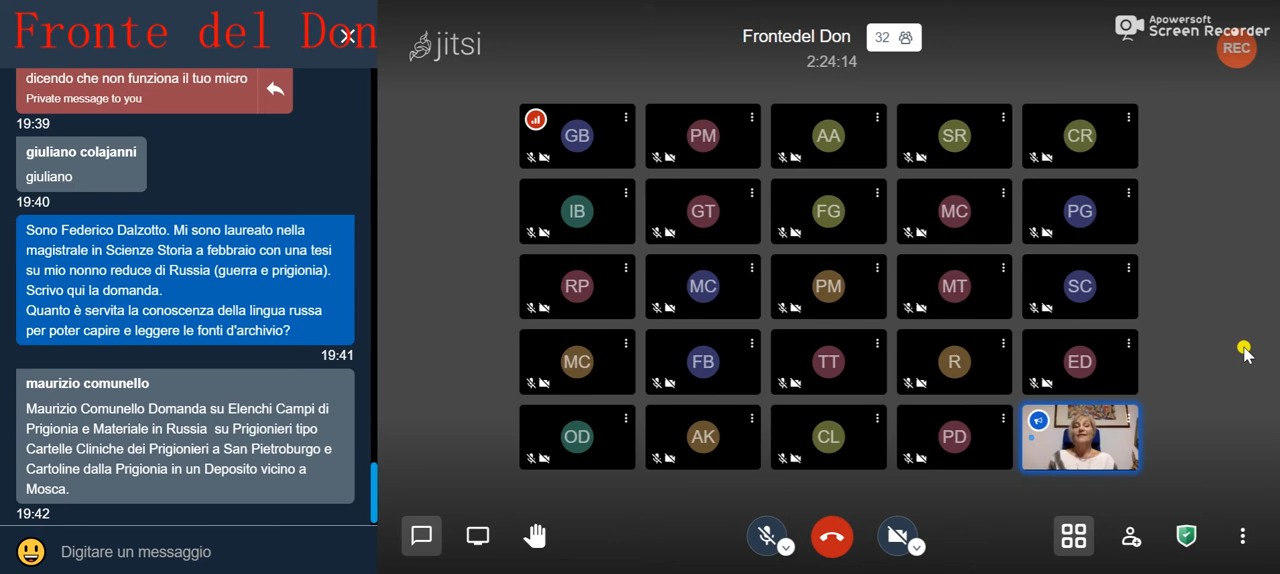 Fronte del Don
dicendo che non funziona il tuo micro
Private message to you
19:39
giuliano colajanni
giuliano
19:40
Sono Federico Dalzotto. Mi sono laureato nella
magistrale in Scienze Storia a febbraio con una tesi
su mio nonno reduce di Russia (guerra e prigionia).
Scrivo qui la domanda.
Quanto è servita la conoscenza della lingua russa
per poter capire e leggere le fonti d'archivio?
19:41
maurizio comunello
Maurizio Comunello Domanda su Elenchi Campi di
Prigionia e Materiale in Russia su Prigionieri tipo
Cartelle Cliniche dei Prigionieri a San Pietroburgo e
Cartoline dalla Prigionia in un Deposito vicino a
Mosca.
19:42
Digitare un messaggio
jitsi
Frontedel Don 32
2:24:14
Apowersoft
Screen Recorder
REC
GB PM AA SR CR
IB GT FG MC PG
RP MC PM MT SC
MC FB TT R ED
OD AK CL PD